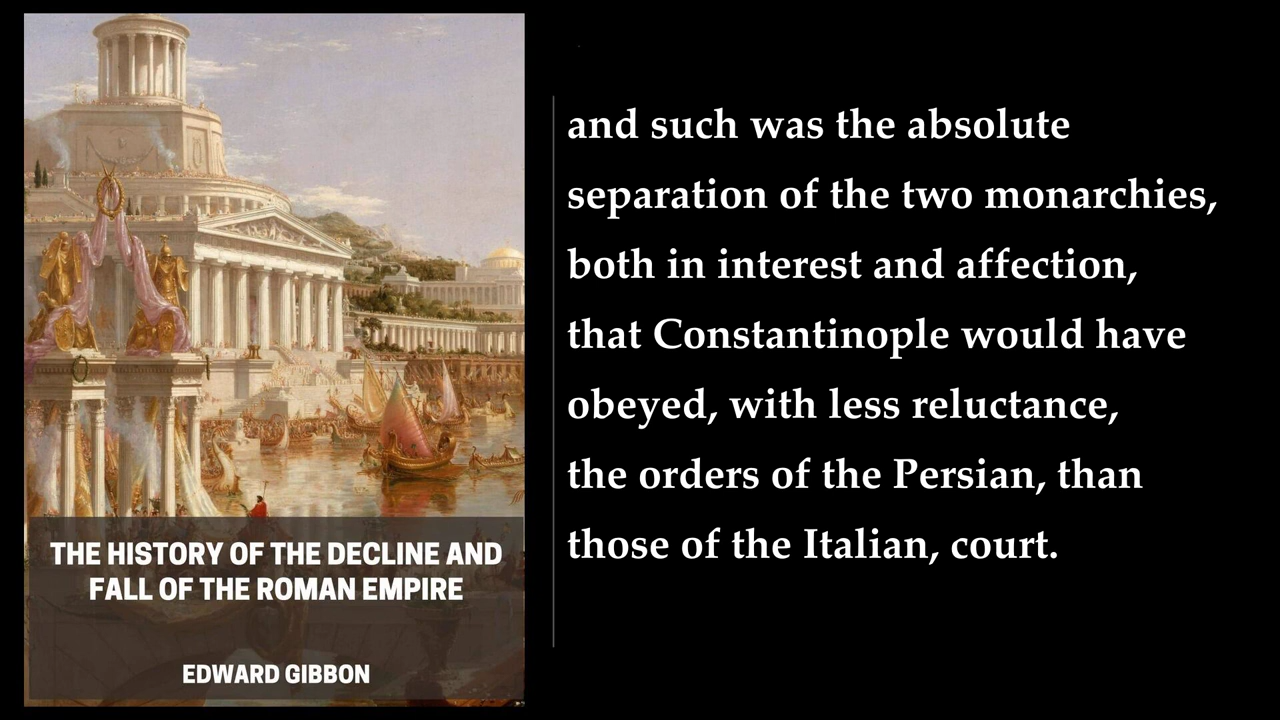 THE HISTORY OF THE DECLINE AND
FALL OF THE ROMAN EMPIRE
EDWARD GIBBON
and such was the absolute
separation of the two monarchies,
both in interest and affection,
that Constantinople would have
obeyed, with less reluctance,
the orders of the Persian, than
those of the Italian, court.